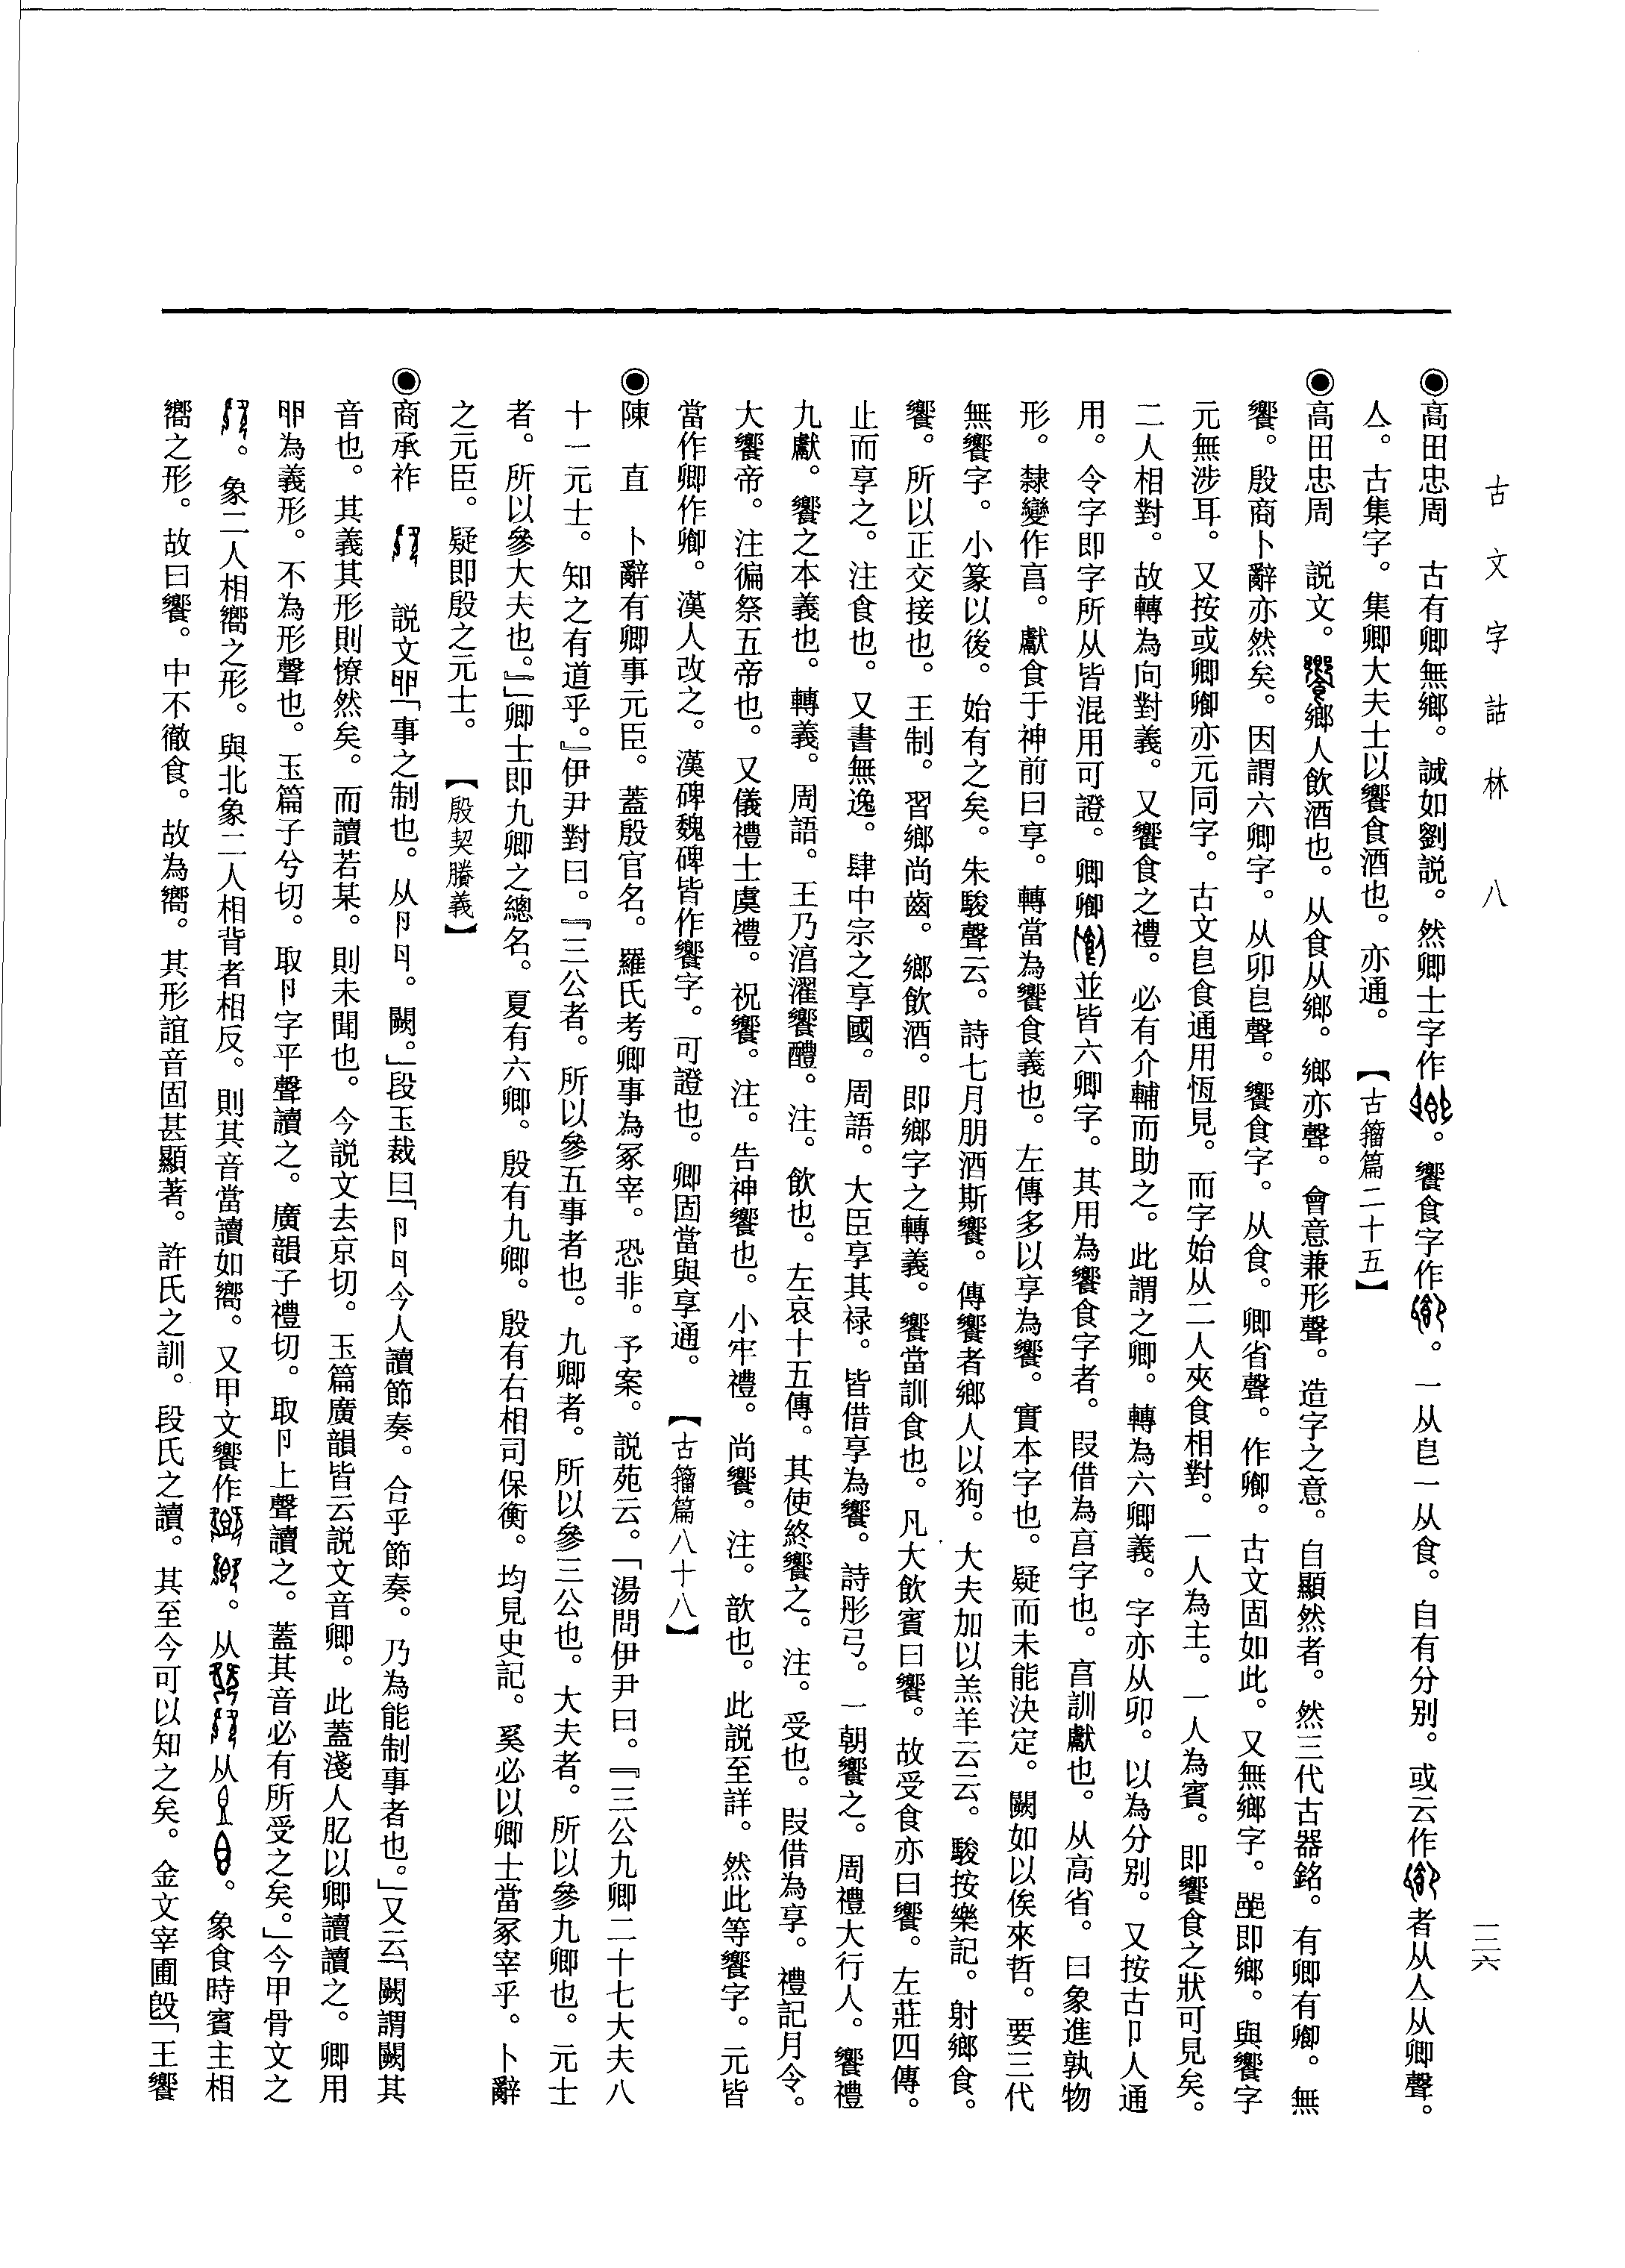 古文字詁林　八
一三六
◉高田忠周　古有卿無鄉。誠如劉説。然卿士字作。饗食字作。一从皀一从食。自有分別。或云作者从亼从卿聲。
亼。古集字。集卿大夫士以饗食酒也。亦通。【古籀篇二十五】
◉高田忠周　説文。鄉人飲酒也。从食从鄉。鄉亦聲。會意兼形聲。造字之意。自顯然者。然三代古器銘。有卿有。無
饗。殷商卜辭亦然矣。因謂六卿字。从卯皀聲。饗食字。从食。卿省聲。作。古文固如此。又無鄉字。即鄉。與饗字
元無涉耳。又按或卿亦元同字。古文皀食通用恆見。而字始从二人夾食相對。一人為主。一人為賓。即饗食之狀可見矣。
二人相對。故轉為向對義。又饗食之禮。必有介輔而助之。此謂之卿。轉為六卿義。字亦从卯。以為分別。又按古卩人通
用。令字即字所从皆混用可證。卿並皆六卿字。其用為饗食字者。叚借為亯字也。亯訓獻也。从高省。曰象進孰物
形。隸變作亯。獻食于神前曰享。轉當為饗食義也。左傳多以享為饗。實本字也。疑而未能決定。闕如以俟來哲。要三代
無饗字。小篆以後。始有之矣。朱駿聲云。詩七月朋酒斯饗。傳饗者鄉人以狗。大夫加以羔羊云云。駿按樂記。射鄉食。
饗。所以正交接也。王制。習鄉尚齒。鄉飲酒。即鄉字之轉義。饗當訓食也。凡大飲賓曰饗。故受食亦曰饗。左莊四傳。
止而享之。注食也。又書無逸。肆中宗之享國。周語。大臣享其禄。皆借享為饗。詩彤弓。一朝饗之。周禮大行人。饗禮
九獻。饗之本義也。轉義。周語。王乃淊濯饗醴。注。飲也。左哀十五傳。其使終饗之。注。受也。叚借為享。禮記月令。
大饗帝。注徧祭五帝也。又儀禮士虞禮。祝饗。注。告神饗也。小牢禮。尚饗。注。歆也。此説至詳。然此等饗字。元皆
當作卿作。漢人改之。漢碑魏碑皆作饗字。可證也。卿固當與享通。【古籀篇八十八】
◉陳　直　卜辭有卿事元臣。蓋殷官名。羅氏考卿事為冢宰。恐非。予案。説苑云。「湯問伊尹曰。『三公九卿二十七大夫八
十一元士。知之有道乎。』伊尹對曰。『三公者。所以參五事者也。九卿者。所以參三公也。大夫者。所以參九卿也。元士
者。所以參大夫也。』」卿士即九卿之總名。夏有六卿。殷有九卿。殷有右相司保衡。均見史記。奚必以卿士當冢宰乎。卜辭
之元臣。疑即殷之元士。【殷契賸義】
◉商承祚　　説文「事之制也。从卩。闕。」段玉裁曰「卩今人讀節奏。合乎節奏。乃為能制事者也。」又云「闕謂闕其
音也。其義其形則憭然矣。而讀若某。則未聞也。今説文去京切。玉篇廣韻皆云説文音卿。此蓋淺人肊以卿讀讀之。卿用
為義形。不為形聲也。玉篇子兮切。取卩字平聲讀之。廣韻子禮切。取卩上聲讀之。蓋其音必有所受之矣。」今甲骨文之
。象二人相嚮之形。與北象二人相背者相反。則其音當讀如嚮。又甲文饗作。从从。象食時賓主相
嚮之形。故曰饗。中不徹食。故為嚮。其形誼音固甚顯著。許氏之訓。段氏之讀。其至今可以知之矣。金文宰甫𣪘「王饗